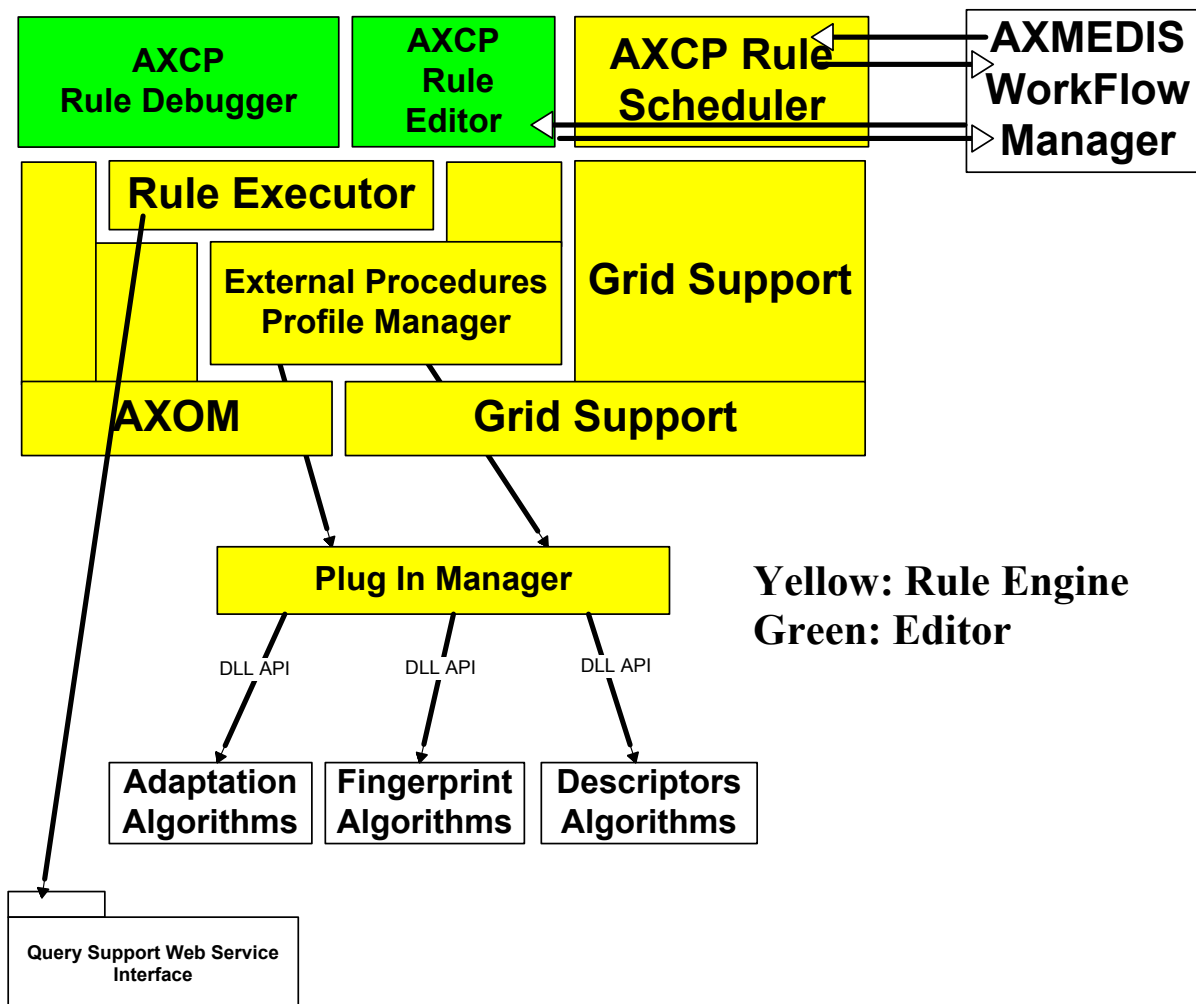 AXCP
Rule Debugger
AXCP
Rule
Editor
AXCP Rule
Scheduler
AXMEDIS
WorkFlow
Manager
Rule Executor
External Procedures
Profile Manager
Grid Support
AXOM
Grid Support
Plug In Manager
Yellow: Rule Engine
Green: Editor
DLL API
DLL API
DLL API
Adaptation
Algorithms
Fingerprint
Algorithms
Descriptors
Algorithms
Query Support Web Service
Interface